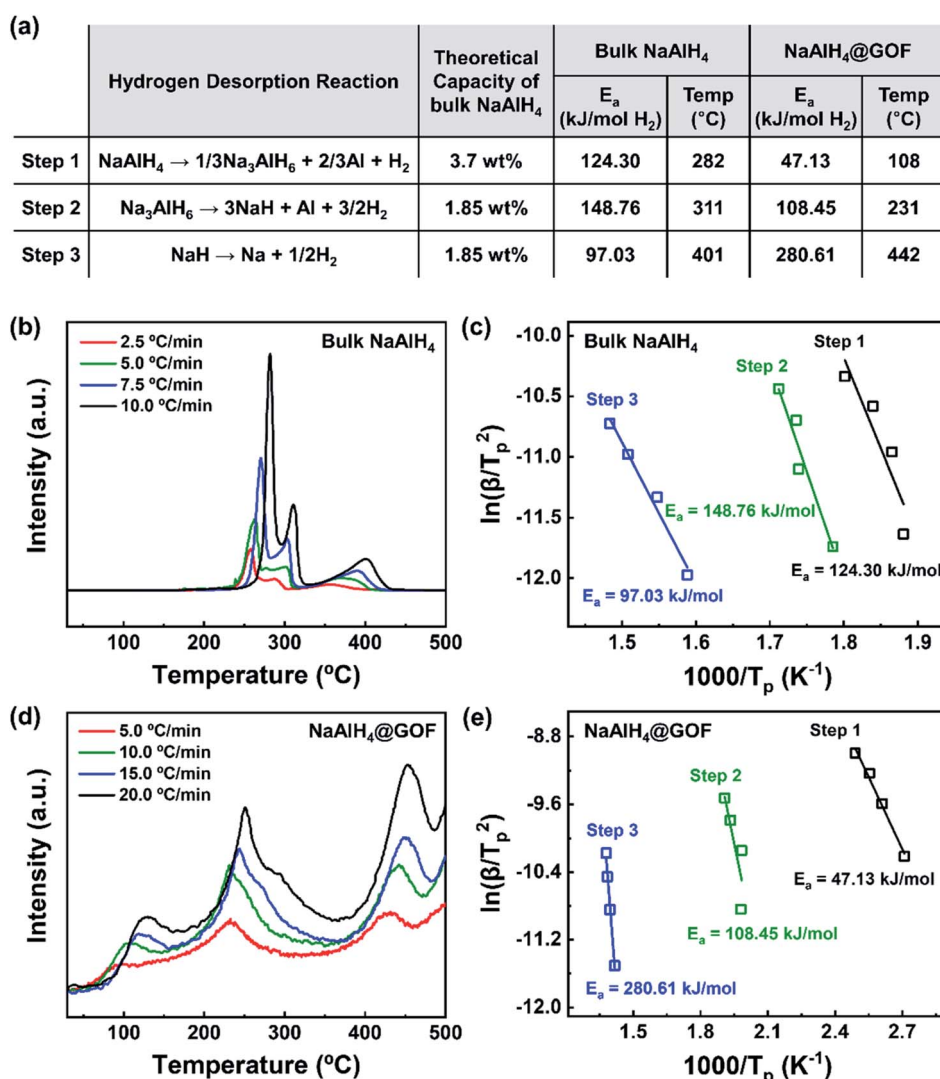 (a)
Hydrogen Desorption Reaction
Theoretical Capacity of bulk NaAlH₄
Bulk NaAlH₄
NaAlH₄@GOF
Eₐ (kJ/mol H₂)
Temp (°C)
Eₐ (kJ/mol H₂)
Temp (°C)
Step 1 NaAlH₄ → 1/3Na₃AlH₆ + 2/3Al + H₂ 3.7 wt% 124.30 282 47.13 108
Step 2 Na₃AlH₆ → 3NaH + Al + 3/2H₂ 1.85 wt% 148.76 311 108.45 231
Step 3 NaH → Na + 1/2H₂ 1.85 wt% 97.03 401 280.61 442
(b)
Bulk NaAlH₄
2.5 ºC/min
5.0 ºC/min
7.5 ºC/min
10.0 ºC/min
Intensity (a.u.)
100 200 300 400 500
Temperature (ºC)
(c)
Bulk NaAlH₄
Step 1
Step 2
Step 3
Eₐ = 148.76 kJ/mol
Eₐ = 124.30 kJ/mol
Eₐ = 97.03 kJ/mol
ln(β/Tₚ²)
-10.0
-10.5
-11.0
-11.5
-12.0
1.5 1.6 1.7 1.8 1.9
1000/Tₚ (K⁻¹)
(d)
NaAlH₄@GOF
5.0 ºC/min
10.0 ºC/min
15.0 ºC/min
20.0 ºC/min
Intensity (a.u.)
100 200 300 400 500
Temperature (ºC)
(e)
NaAlH₄@GOF
Step 1
Step 2
Step 3
Eₐ = 47.13 kJ/mol
Eₐ = 108.45 kJ/mol
Eₐ = 280.61 kJ/mol
ln(β/Tₚ²)
-8.8
-9.6
-10.4
-11.2
-12.0
1.5 1.8 2.1 2.4 2.7
1000/Tₚ (K⁻¹)